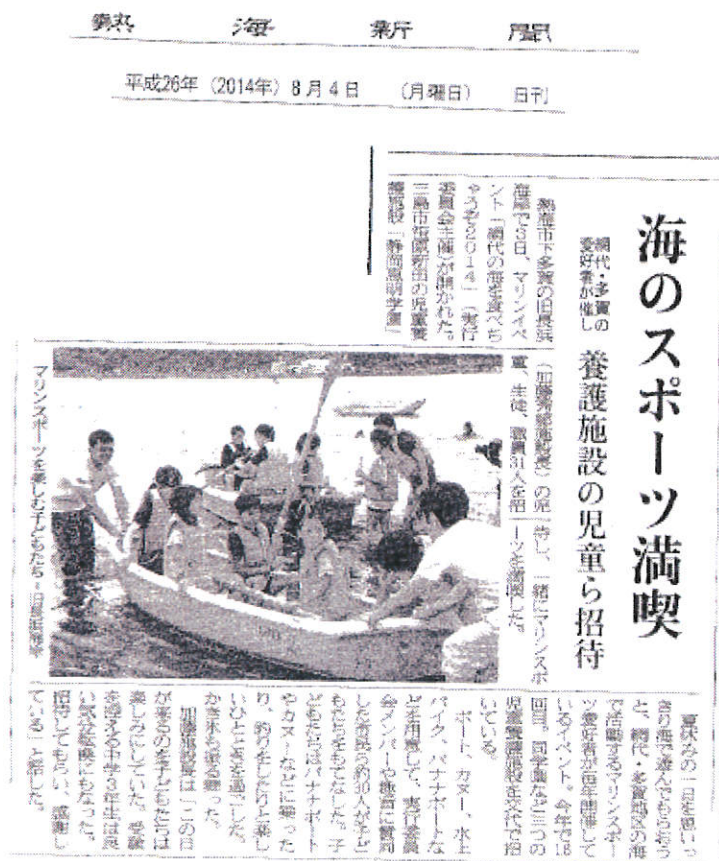 熱海新聞
平成26年（2014年）8月4日 （月曜日） 日刊
海のスポーツ満喫
養護施設の児童ら招待
網代・多賀の
愛好者が催し
熱海市下多賀の旧長浜
海岸で3日、マリンイベ
ント「網代の海を食べち
ゃうぞ2014」（実行
委員会主催）が開かれた。
三島市塚原新田の児童養
護施設「静岡恵明学園」
（加藤 施設長）の児
童、生徒、職員31人を招
待し、一緒にマリンスポ
ーツを満喫した。
マリンスポーツを楽しむ子どもたち＝旧長浜海岸
夏休みの一日を思いっ
きり海で遊んでもらおう
と、網代・多賀地区の海
で活動するマリンスポー
ツ愛好者が毎年開催して
いるイベント。今年で
回目。同学園など三つの
児童養護施設を交代で招
いている。
ボート、カヌー、水上
バイク、バナナボートな
どを用意して、実行委員
会メンバーや趣旨に賛同
した有志ら約30人が子ど
もたちをもてなした。子
どもたちはバナナボート
やカヌーなどに乗った
り、釣りをしたりと楽し
いひとときを過ごした。
かき氷も振る舞った。
加藤施設長は「この日
が来るのを子どもたちは
楽しみにしていた。受験
を控える中学3年生は良
い気分転換にもなった。
招待してもらい、感謝し
ている」と話した。